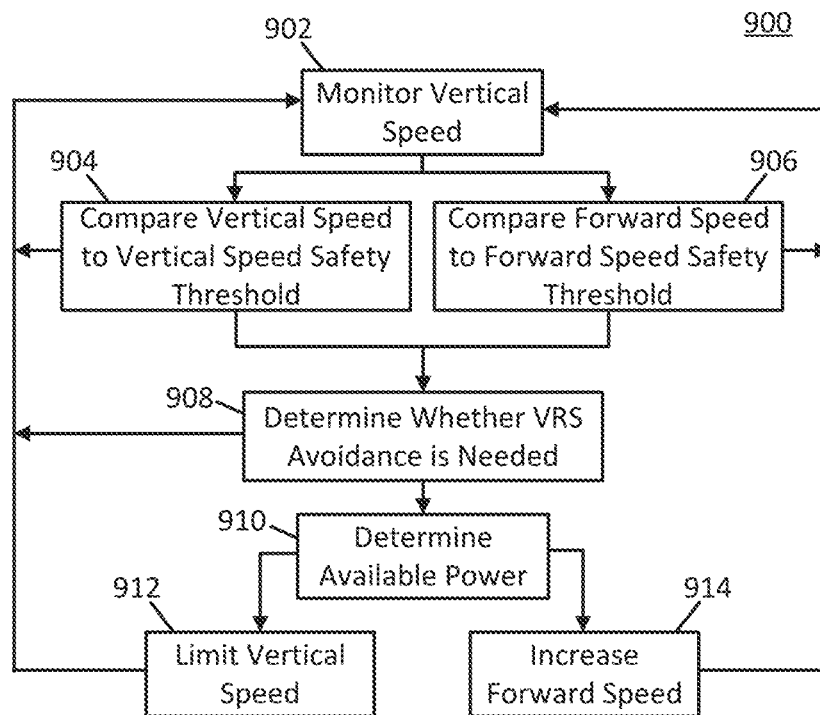 900
902
Monitor Vertical
Speed
904
906
Compare Vertical Speed
to Vertical Speed Safety
Threshold
Compare Forward Speed
to Forward Speed Safety
Threshold
908
Determine Whether VRS
Avoidance is Needed
910
Determine
Available Power
912
914
Limit Vertical
Speed
Increase
Forward Speed